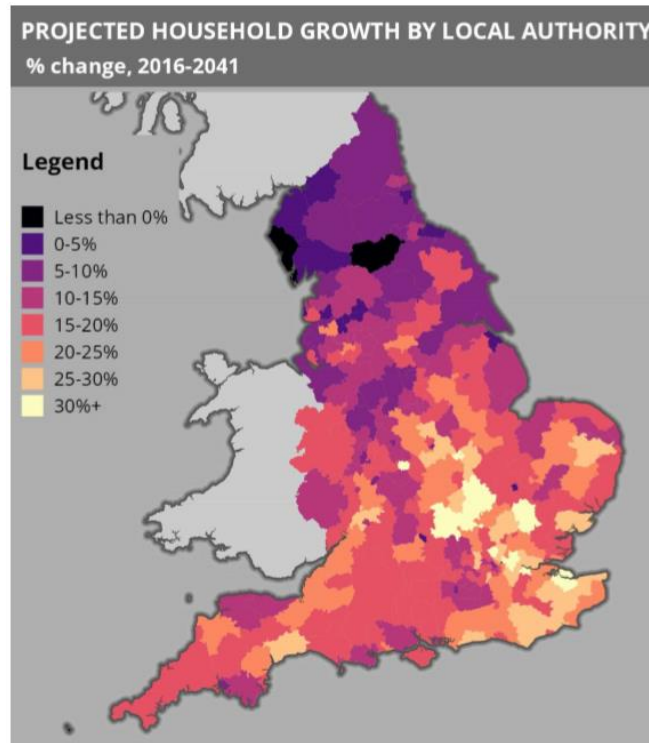 PROJECTED HOUSEHOLD GROWTH BY LOCAL AUTHORITY
% change, 2016-2041
Legend
Less than 0%
0-5%
5-10%
10-15%
15-20%
20-25%
25-30%
30%+